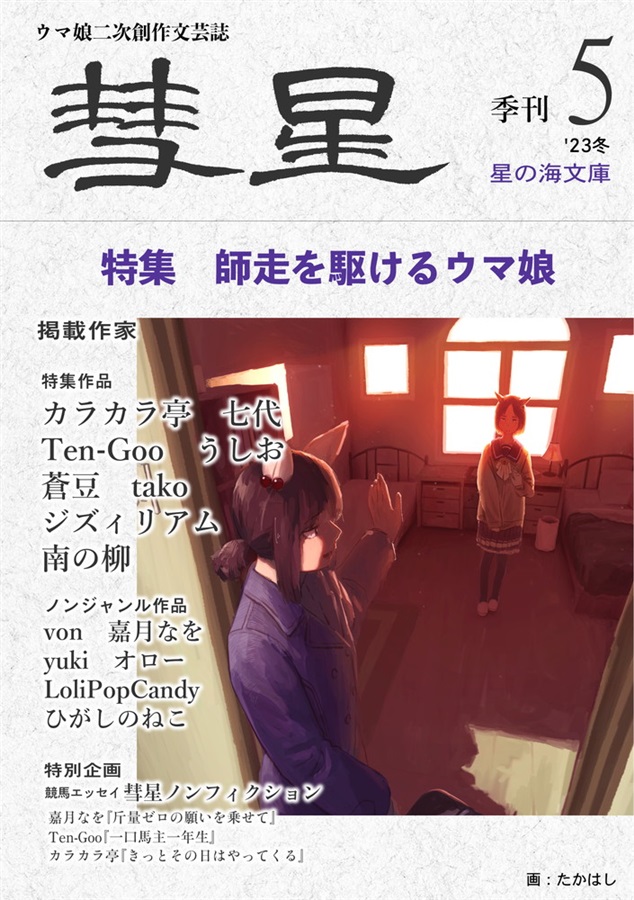 ウマ娘二次創作文芸誌
彗星
季刊 5
'23冬
星の海文庫
特集 師走を駆けるウマ娘
掲載作家
特集作品
カラカラ亭 七代
Ten-Goo うしお
蒼豆 tako
ジズィリアム
南の柳
ノンジャンル作品
von 嘉月なを
yuki オロー
LoliPopCandy
ひがしのねこ
特別企画
競馬エッセイ 彗星ノンフィクション
嘉月なを『斤量ゼロの願いを乗せて』
Ten-Goo『一口馬主一年生』
カラカラ亭『きっとその日はやってくる』
画：たかはし